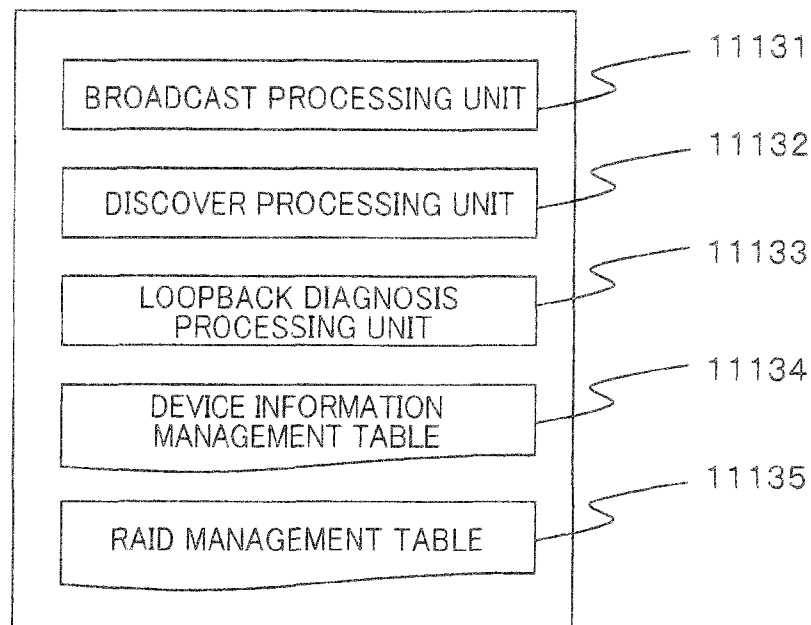 BROADCAST PROCESSING UNIT
11131
DISCOVER PROCESSING UNIT
11132
LOOPBACK DIAGNOSIS
PROCESSING UNIT
11133
DEVICE INFORMATION
MANAGEMENT TABLE
11134
RAID MANAGEMENT TABLE
11135